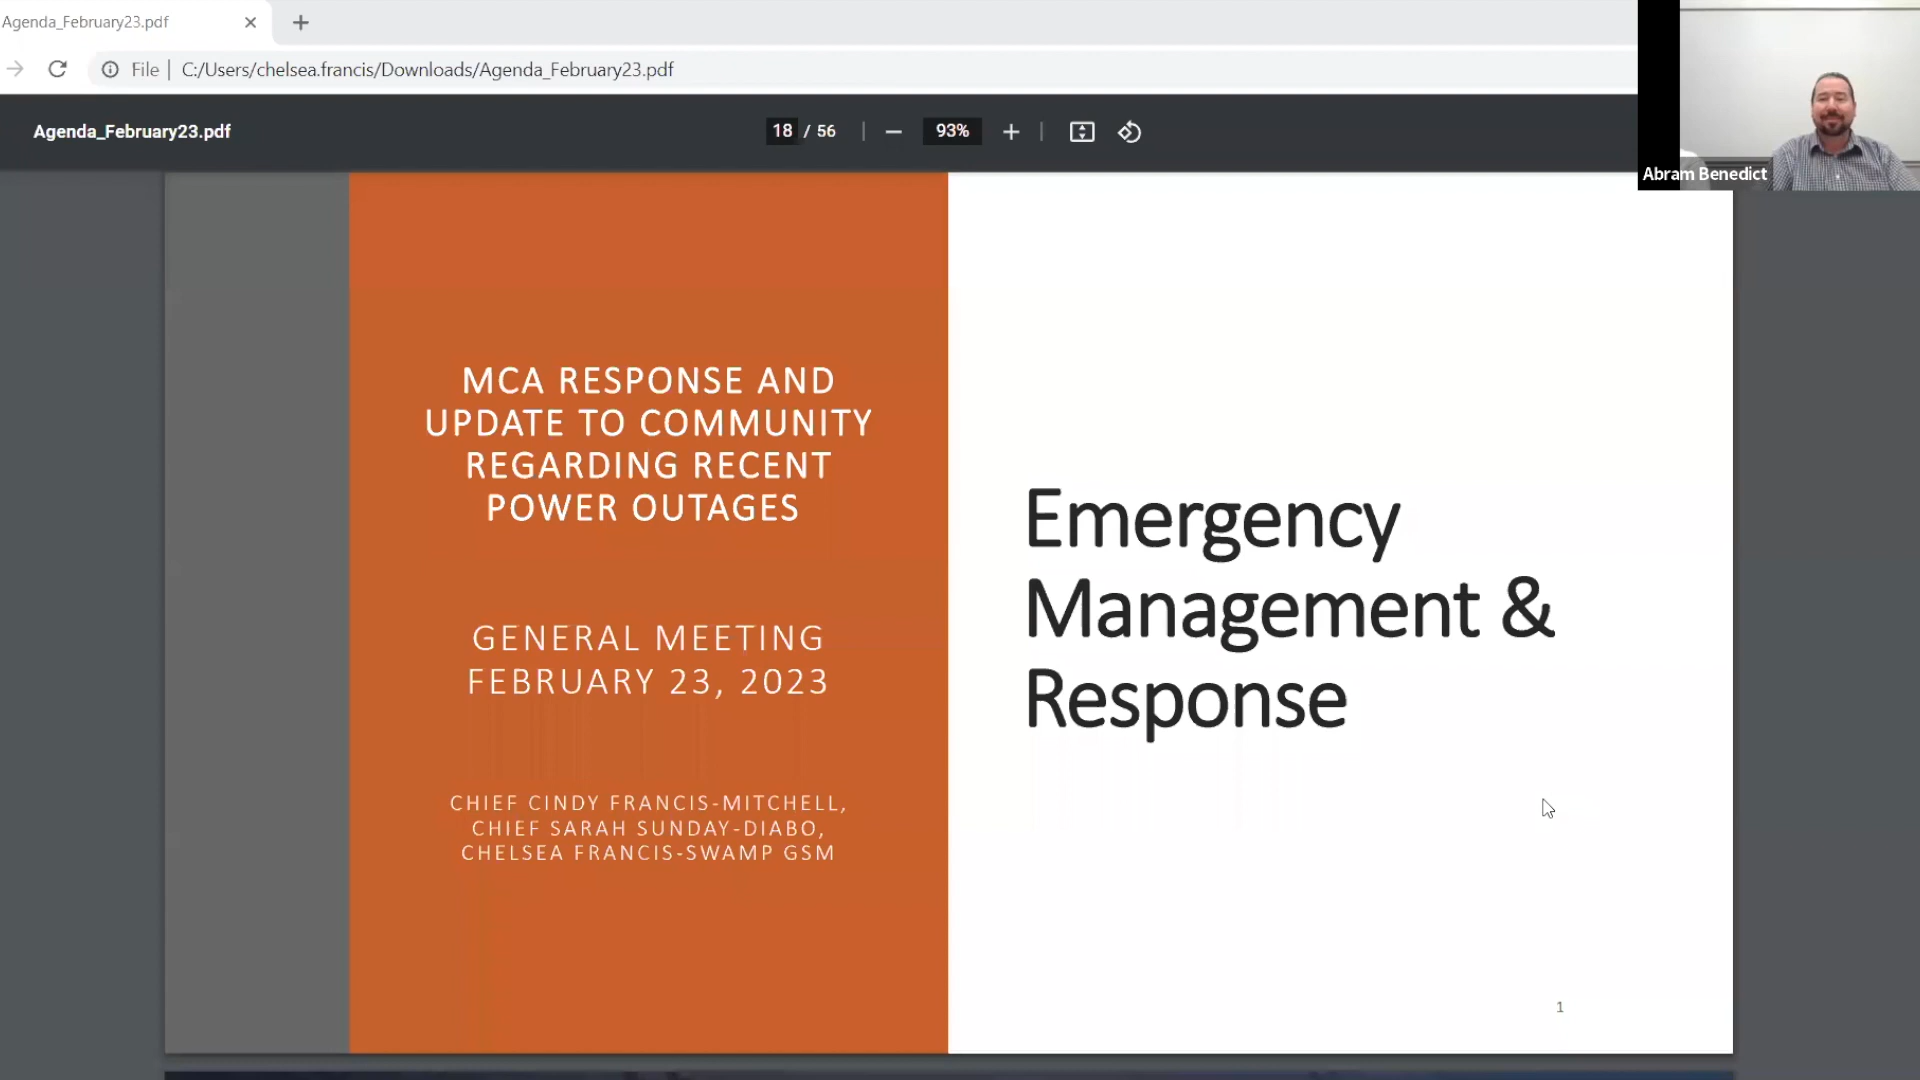 Agenda_February23.pdf
File | C:/Users/chelsea.francis/Downloads/Agenda_February23.pdf
Agenda_February23.pdf
18 / 56
93%
Abram Benedict
MCA RESPONSE AND
UPDATE TO COMMUNITY
REGARDING RECENT
POWER OUTAGES
GENERAL MEETING
FEBRUARY 23, 2023
CHIEF CINDY FRANCIS-MITCHELL,
CHIEF SARAH SUNDAY-DIABO,
CHELSEA FRANCIS-SWAMP GSM
Emergency
Management &
Response
1